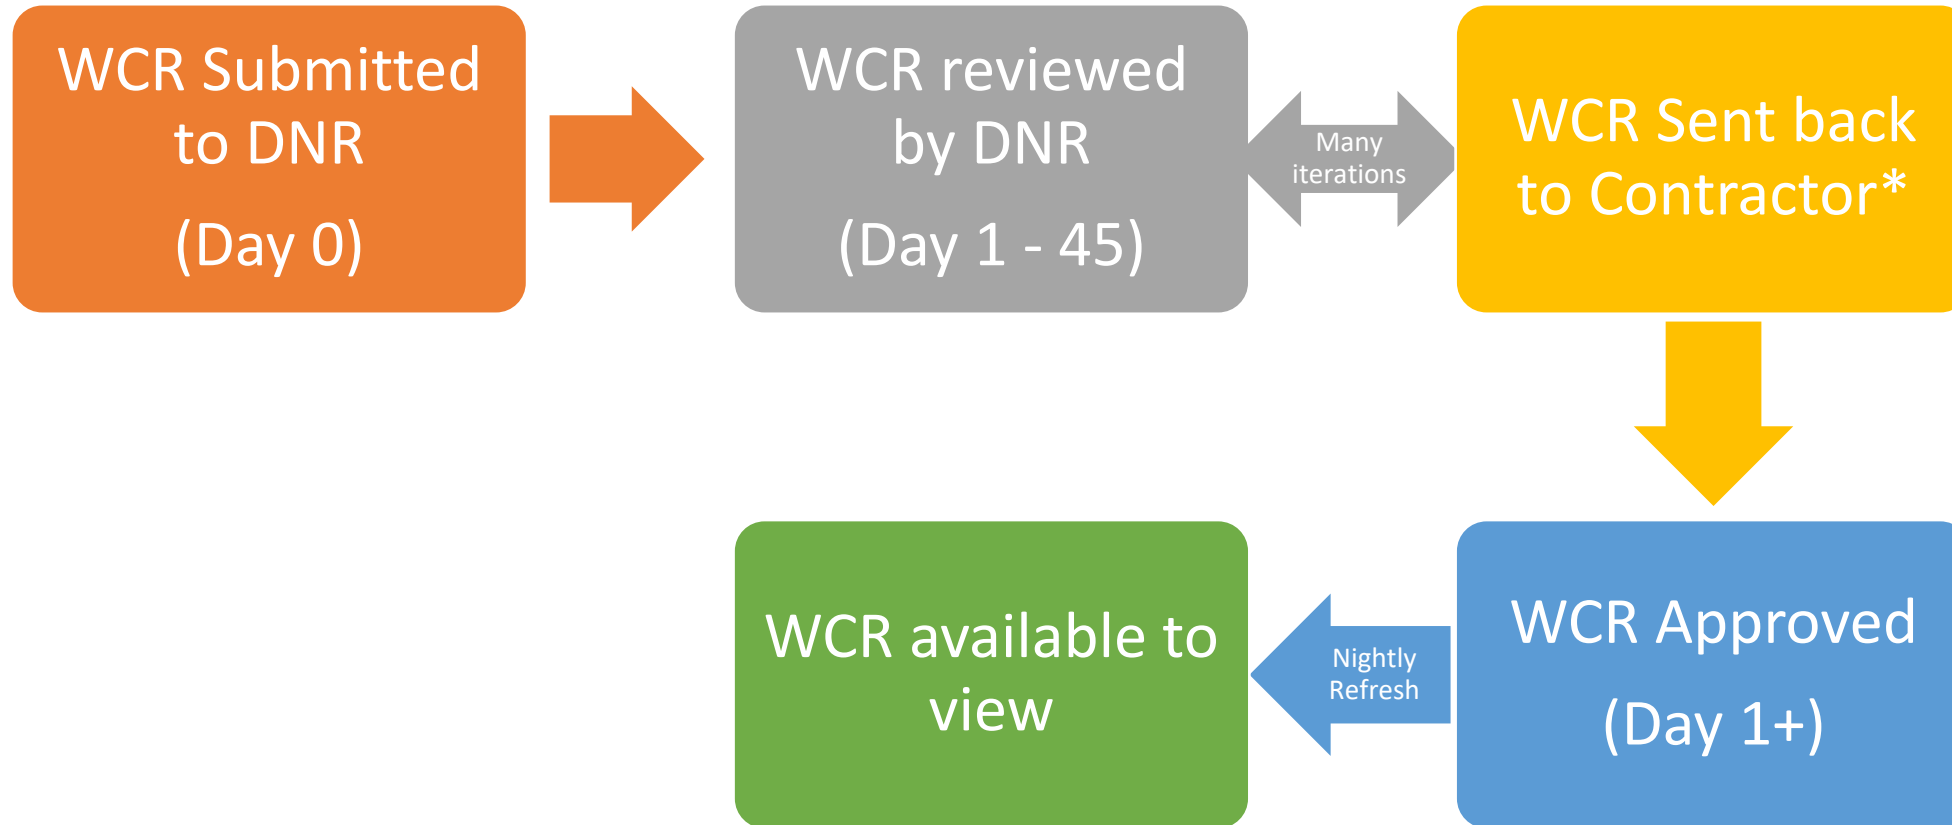 WCR Submitted
to DNR
(Day 0)
WCR reviewed
by DNR
(Day 1 - 45)
Many
iterations
WCR Sent back
to Contractor*
WCR Approved
(Day 1+)
Nightly
Refresh
WCR available to
view